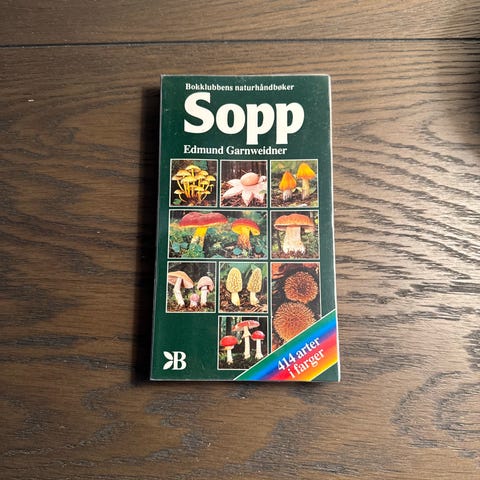 Bokklubbens naturhåndbøker
Sopp
Edmund Garnweidner
414 arter
i farger
B